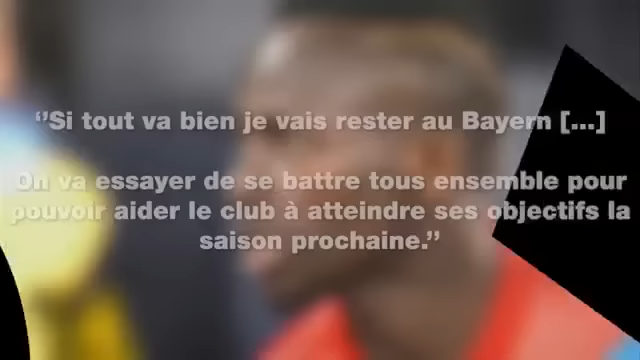 ‘’Si tout va bien je vais rester au Bayern [...]
On va essayer de se battre tous ensemble pour
pouvoir aider le club à atteindre ses objectifs la
saison prochaine.’’